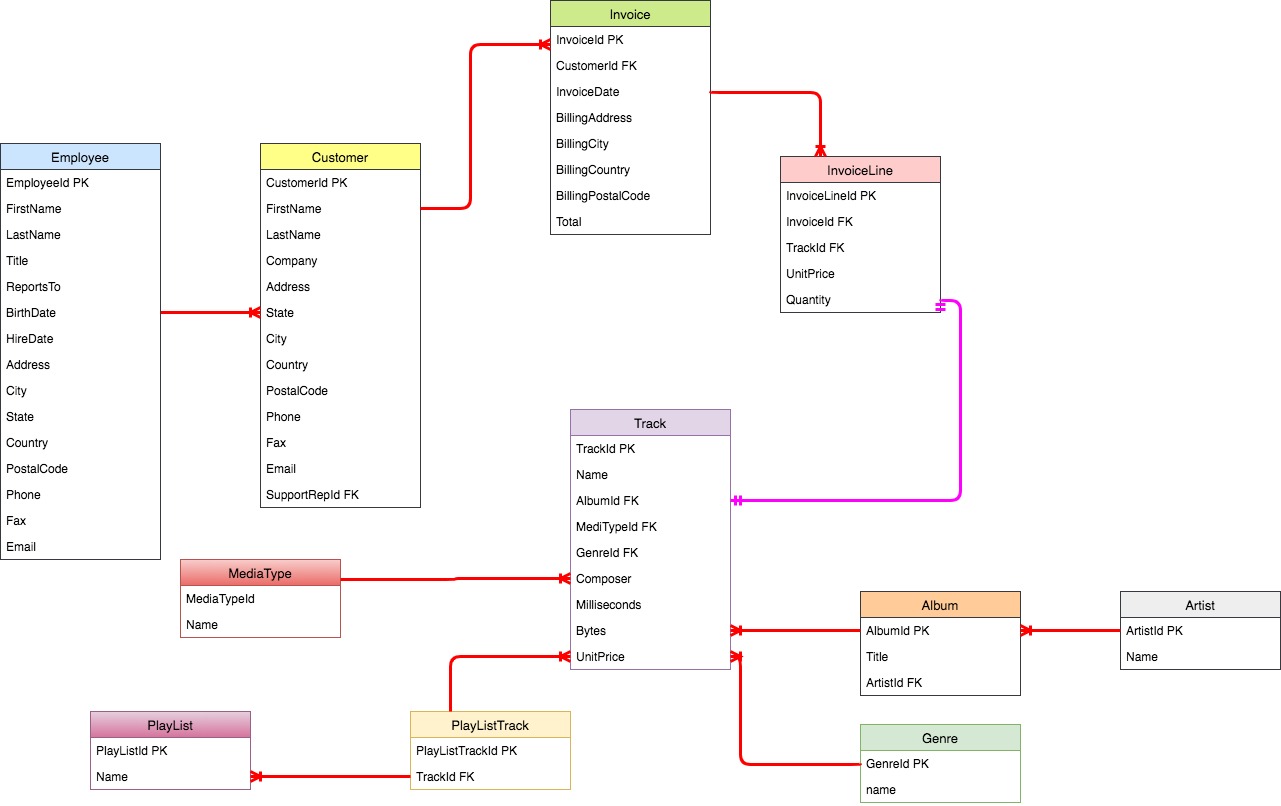 Invoice
InvoiceId PK
CustomerId FK
InvoiceDate
BillingAddress
BillingCity
BillingCountry
BillingPostalCode
Total
Employee
EmployeeId PK
FirstName
LastName
Title
ReportsTo
BirthDate
HireDate
Address
City
State
Country
PostalCode
Phone
Fax
Email
Customer
CustomerId PK
FirstName
LastName
Company
Address
State
City
Country
PostalCode
Phone
Fax
Email
SupportRepId FK
InvoiceLine
InvoiceLineId PK
InvoiceId FK
TrackId FK
UnitPrice
Quantity
Track
TrackId PK
Name
AlbumId FK
MediTypeId FK
GenreId FK
Composer
Milliseconds
Bytes
UnitPrice
MediaType
MediaTypeId
Name
Album
AlbumId PK
Title
ArtistId FK
Artist
ArtistId PK
Name
PlayList
PlayListId PK
Name
PlayListTrack
PlayListTrackId PK
TrackId FK
Genre
GenreId PK
name